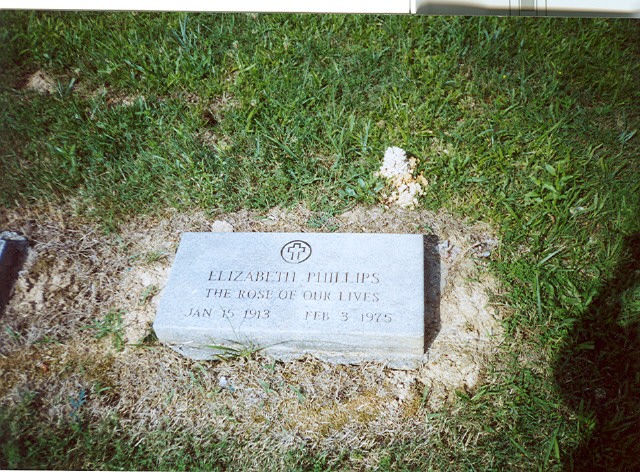 ELIZABETH PHILLIPS
THE ROSE OF OUR LIVES
JAN 15 1913 FEB 3 1975